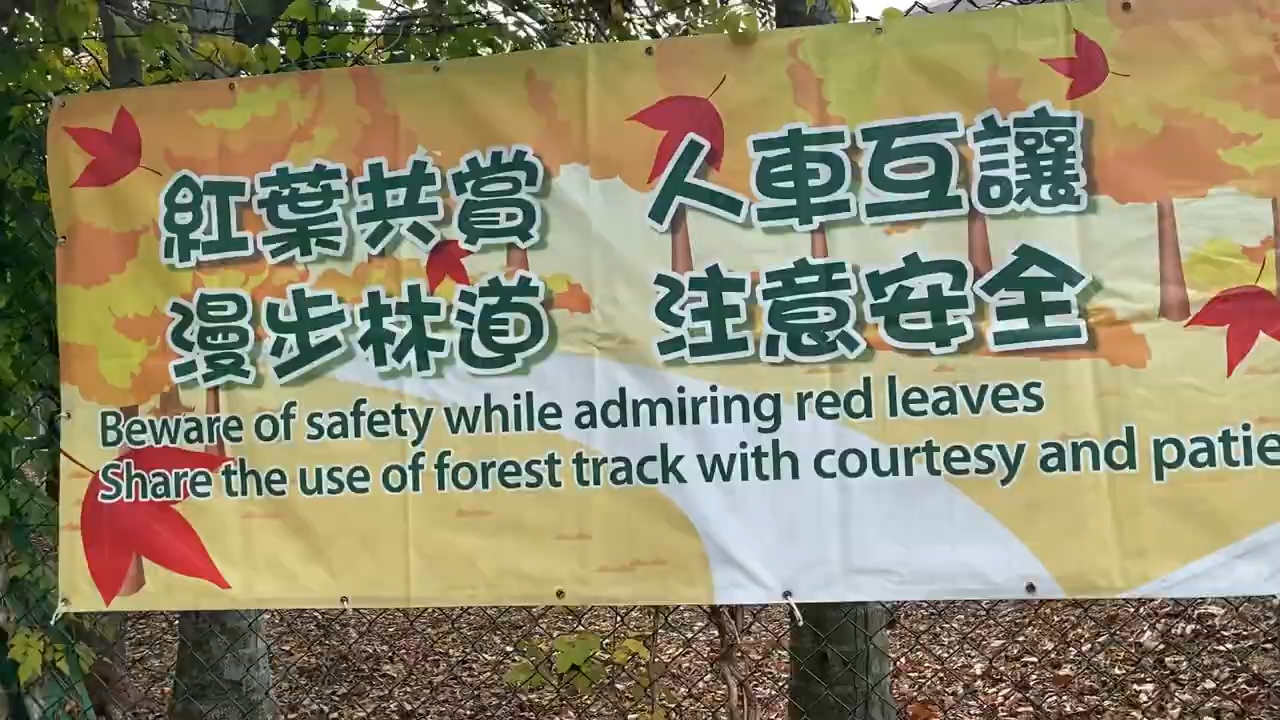 紅葉共賞 人車互讓
漫步林道 注意安全
Beware of safety while admiring red leaves
Share the use of forest track with courtesy and patie